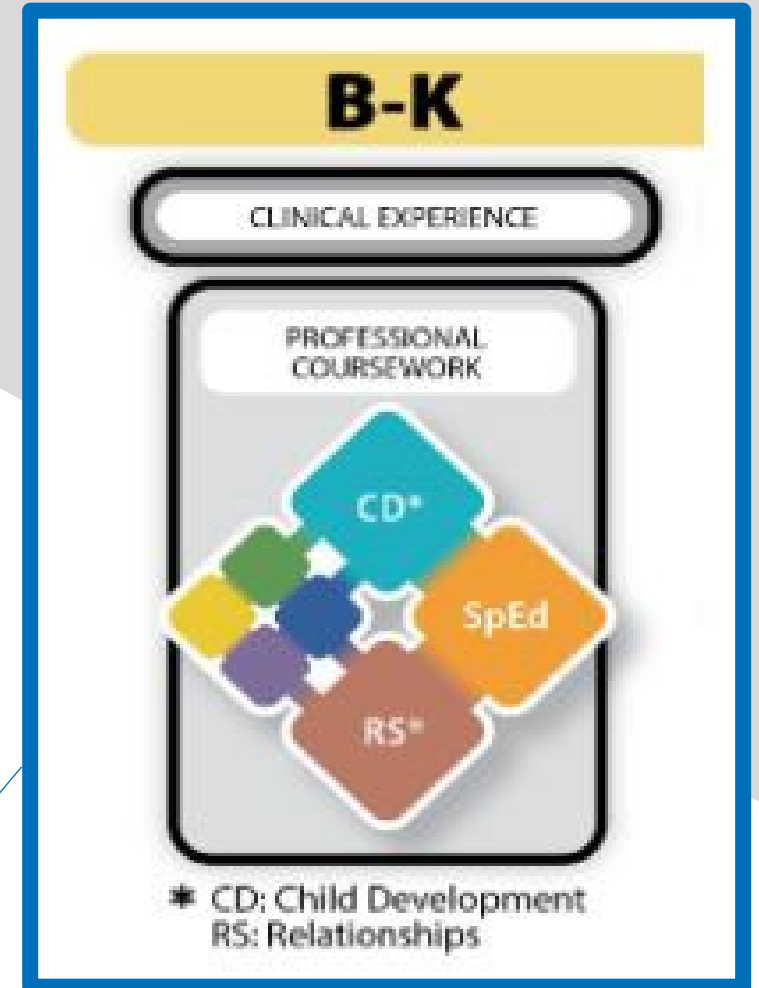 B-K
CLINICAL EXPERIENCE
PROFESSIONAL
COURSEWORK
CD*
SpEd
RS*
* CD: Child Development
RS: Relationships